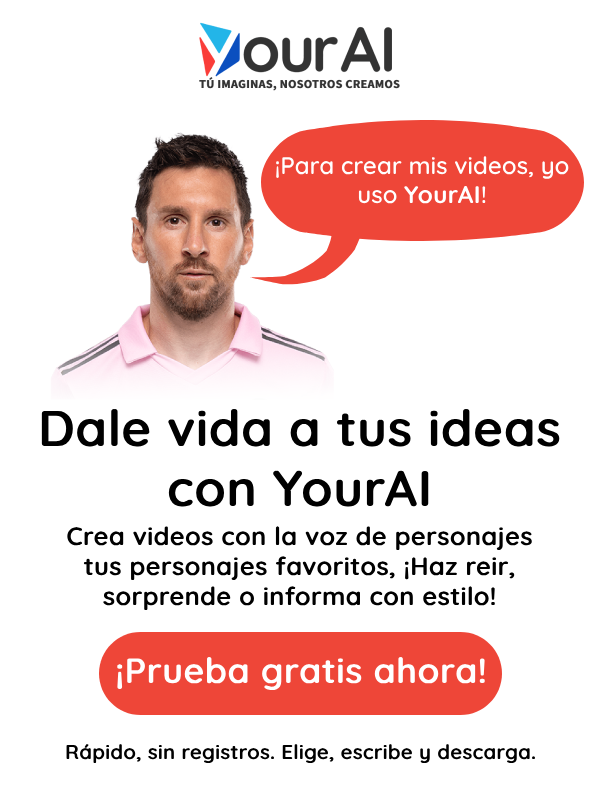 YourAI
TÚ IMAGINAS, NOSOTROS CREAMOS
¡Para crear mis videos, yo
uso YourAI!
Dale vida a tus ideas
con YourAI
Crea videos con la voz de personajes
tus personajes favoritos, ¡Haz reir,
sorprende o informa con estilo!
¡Prueba gratis ahora!
Rápido, sin registros. Elige, escribe y descarga.